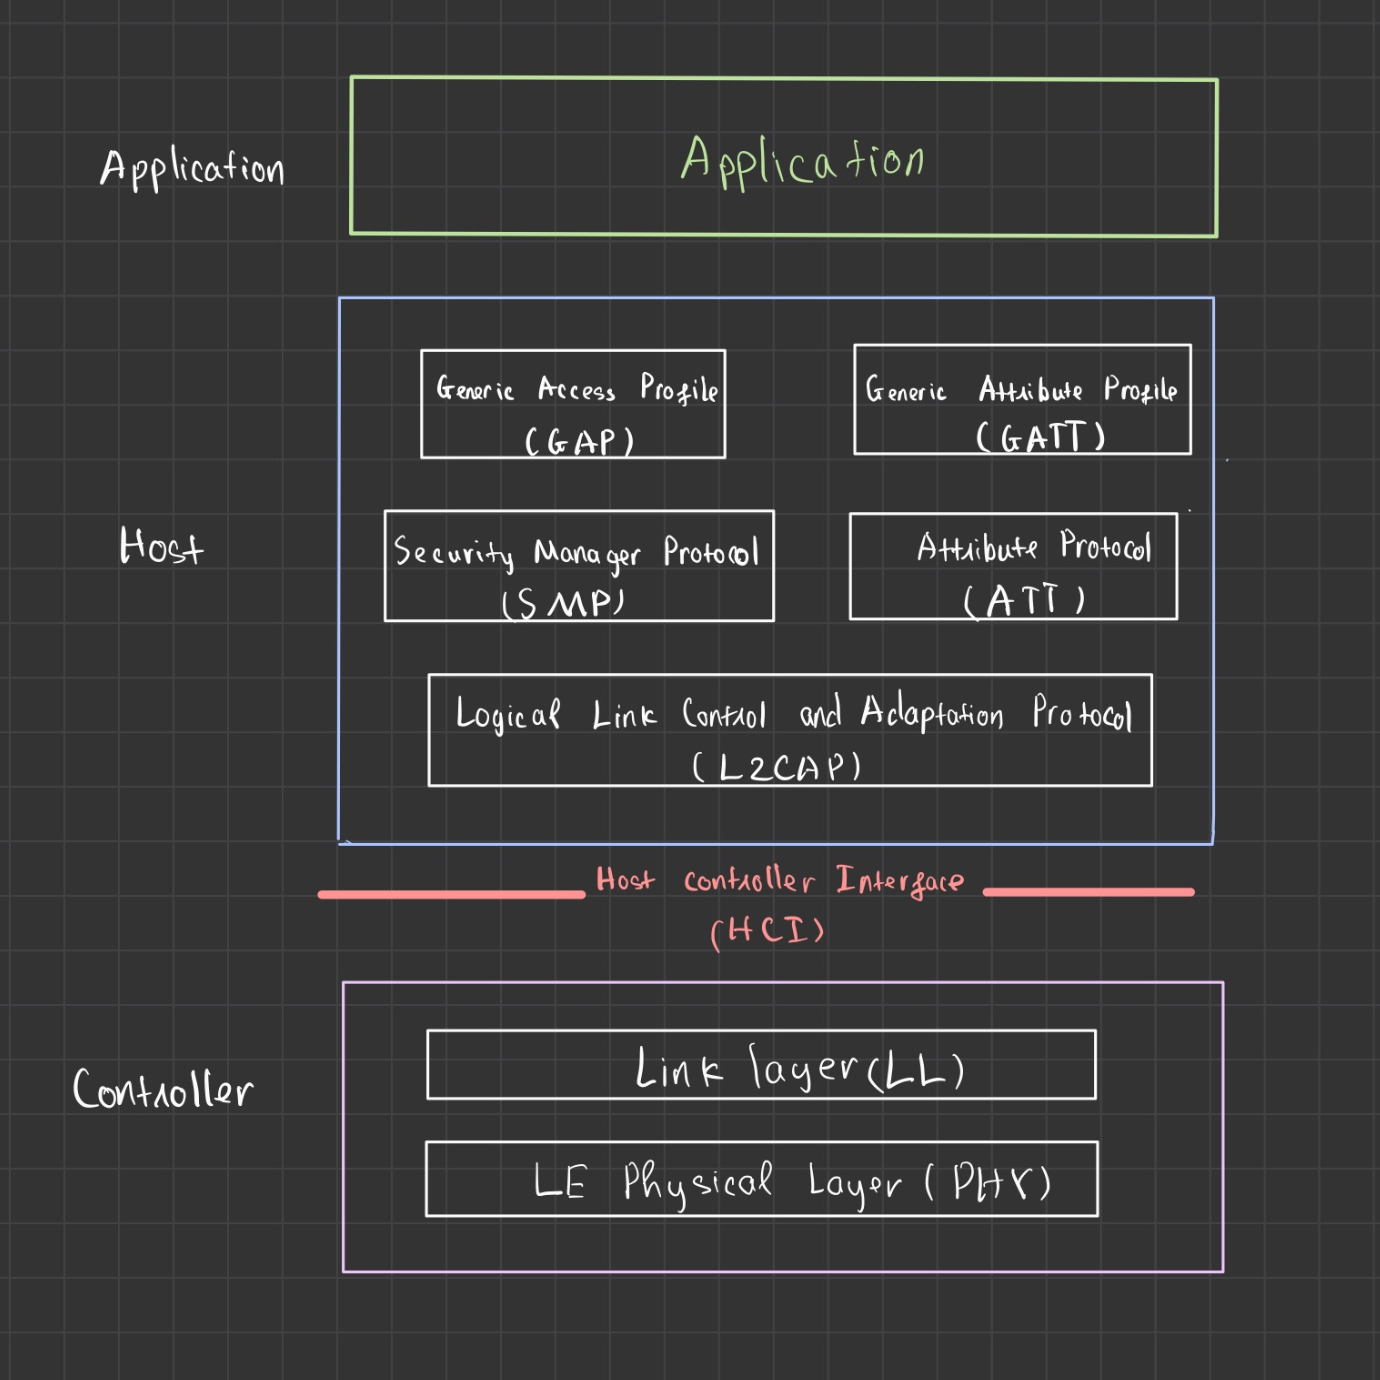 Application
Application
Generic Access Profile
(GAP)
Generic Attribute Profile
(GATT)
Host
Security Manager Protocol
(SMP)
Attribute Protocol
(ATT)
Logical Link Control and Adaptation Protocol
(L2CAP)
Host Controller Interface
(HCI)
Controller
Link layer (LL)
LE Physical Layer (PHY)